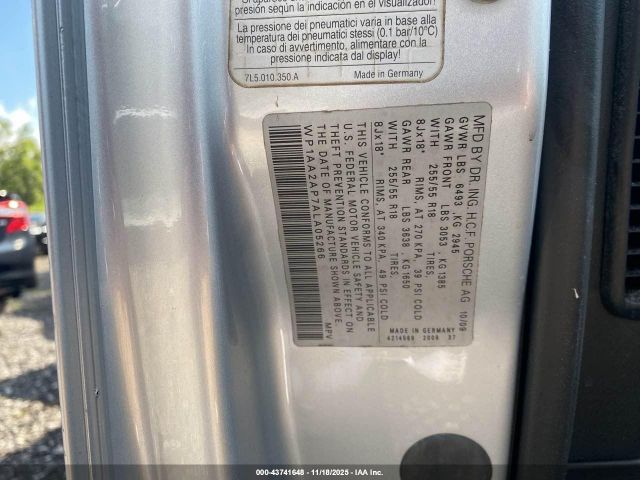 presión según la información en el visualizador!
La pressione dei pneumatici varia in base alla
temperatura dei pneumatici stessi (0.1 bar/10°C)
In caso di avvertimento, alimentare con la
pressione indicata dal display!
7L5.010.350.A Made in Germany
MFD BY DR. ING. H.C.F. PORSCHE AG 10/09
GVWR LBS 6493 ,KG 2945
GAWR FRONT LBS 3053 ,KG 1385
WITH 255/55 R18 TIRES,
8Jx18" RIMS, AT 270 KPA, 39 PSI COLD
GAWR REAR LBS 3638 ,KG 1650
WITH 255/55 R18 TIRES,
8Jx18" RIMS, AT 340 KPA, 49 PSI COLD
THIS VEHICLE CONFORMS TO ALL APPLICABLE
U.S. FEDERAL MOTOR VEHICLE SAFETY AND
THEFT PREVENTION STANDARDS IN EFFECT ON
THE DATE OF MANUFACTURE SHOWN ABOVE.
WP1AA2AP7ALA05266 MPV
MADE IN GERMANY
4214569 2009 37
000-43741648 - 11/18/2025 - IAA Inc.